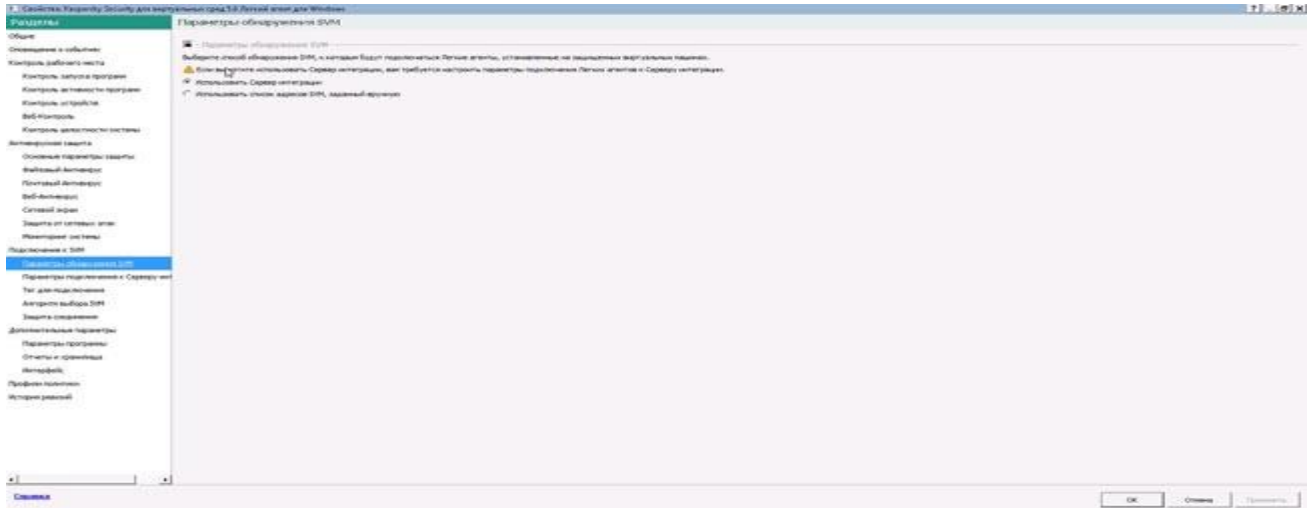 Свойства: Kaspersky Security для виртуальных сред 5.0 Легкий агент для Windows
Разделы
Общие
Оповещение о событиях
Контроль рабочего места
Контроль запуска программ
Контроль активности программ
Контроль устройств
Веб-Контроль
Контроль целостности системы
Антивирусная защита
Основные параметры защиты
Файловый Антивирус
Почтовый Антивирус
Веб-Антивирус
Сетевой экран
Защита от сетевых атак
Мониторинг системы
Подключение к SVM
Параметры обнаружения SVM
Параметры подключения к Серверу инт
Тег для подключения
Алгоритм выбора SVM
Защита соединения
Дополнительные параметры
Параметры программы
Отчеты и хранилища
Интерфейс
Профили политики
История ревизий
Справка
Параметры обнаружения SVM
Параметры обнаружения SVM
Выберите способ обнаружения SVM, к которым будут подключаться Легкие агенты, установленные на защищенных виртуальных машинах.
Если вы хотите использовать Сервер интеграции, вам требуется настроить параметры подключения Легких агентов к Серверу интеграции.
Использовать Сервер интеграции
Использовать список адресов SVM, заданный вручную
OK
Отмена
Применить